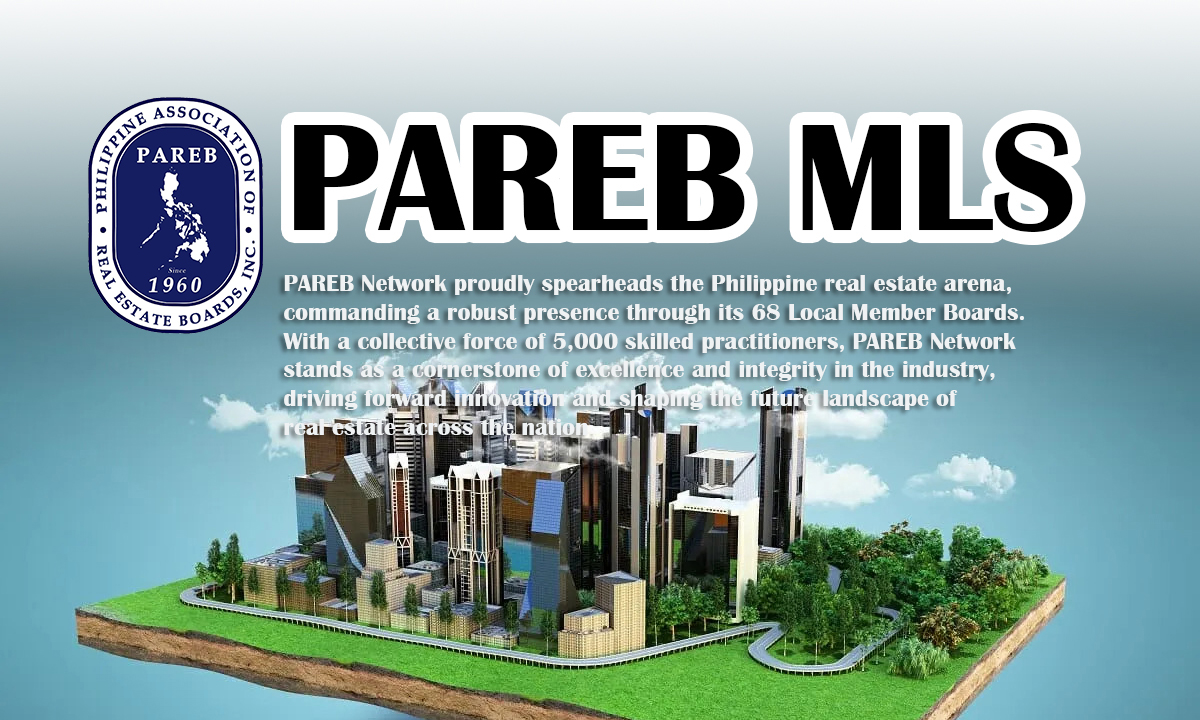 PHILIPPINE ASSOCIATION OF
REAL ESTATE BOARDS, INC.
PAREB
Since
1960
PAREB MLS
PAREB Network proudly spearheads the Philippine real estate arena,
commanding a robust presence through its 68 Local Member Boards.
With a collective force of 5,000 skilled practitioners, PAREB Network
stands as a cornerstone of excellence and integrity in the industry,
driving forward innovation and shaping the future landscape of
real estate across the nation.